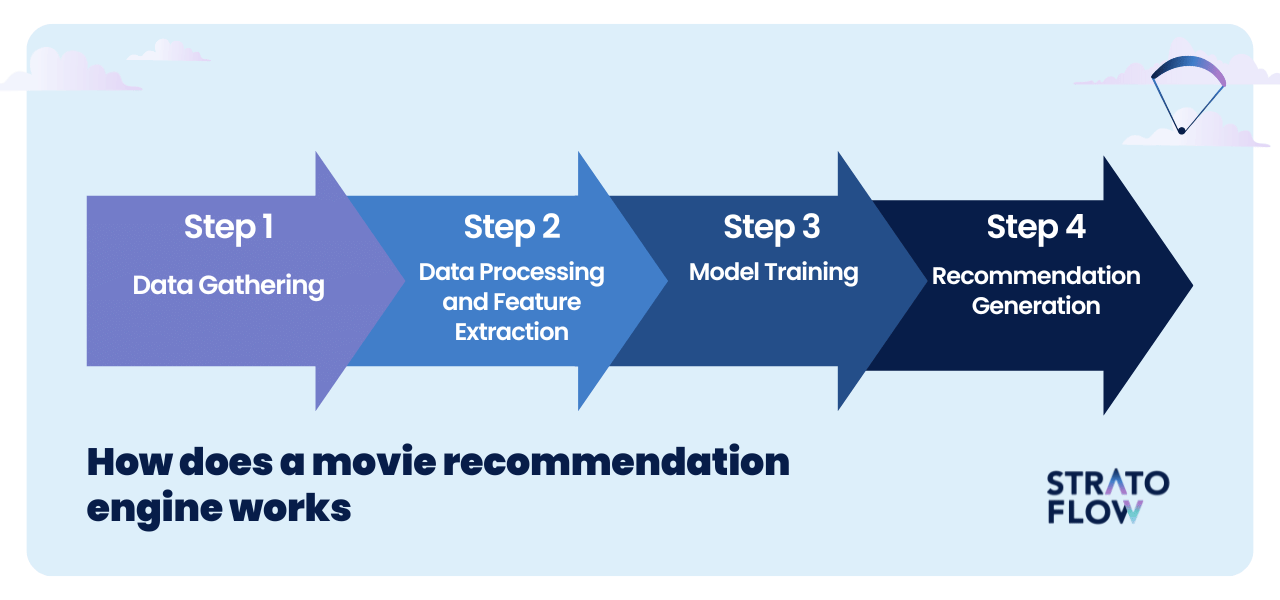 Step 1
Data Gathering
Step 2
Data Processing
and Feature
Extraction
Step 3
Model Training
Step 4
Recommendation
Generation
How does a movie recommendation
engine works
STRATO
FLOW